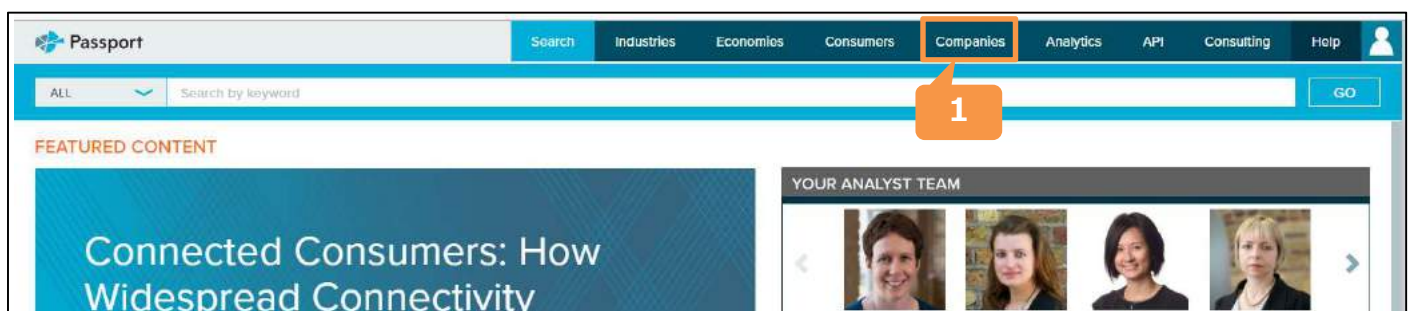 Passport
Search Industries Economies Consumers Companies Analytics API Consulting Help
ALL Search by keyword GO
1
FEATURED CONTENT
YOUR ANALYST TEAM
Connected Consumers: How
Widespread Connectivity